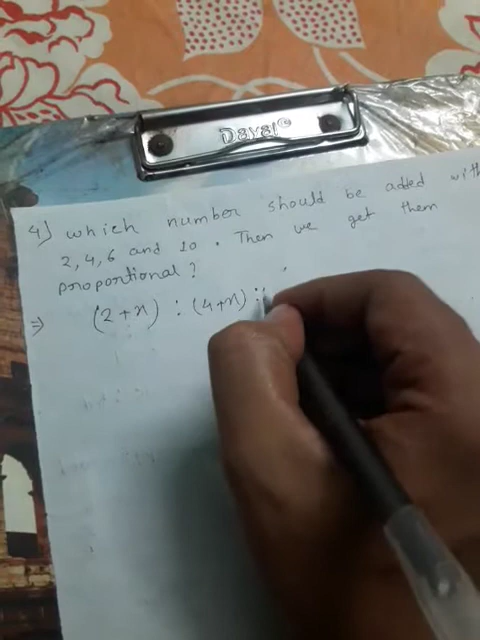 Dayal©
4) which number should be added with
2, 4, 6 and 10 . Then we get them
proportional ?
⇒ (2+x) : (4+x) ::